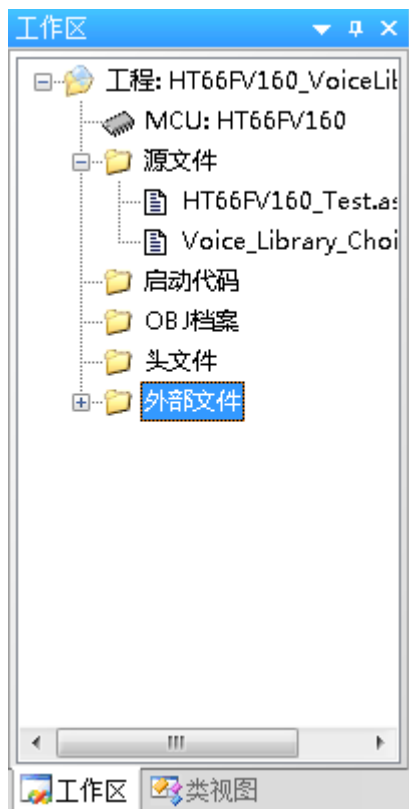 工作区
工程: HT66FV160_VoiceLib
MCU: HT66FV160
源文件
HT66FV160_Test.as
Voice_Library_Choi
启动代码
OBJ档案
头文件
外部文件
工作区 类视图